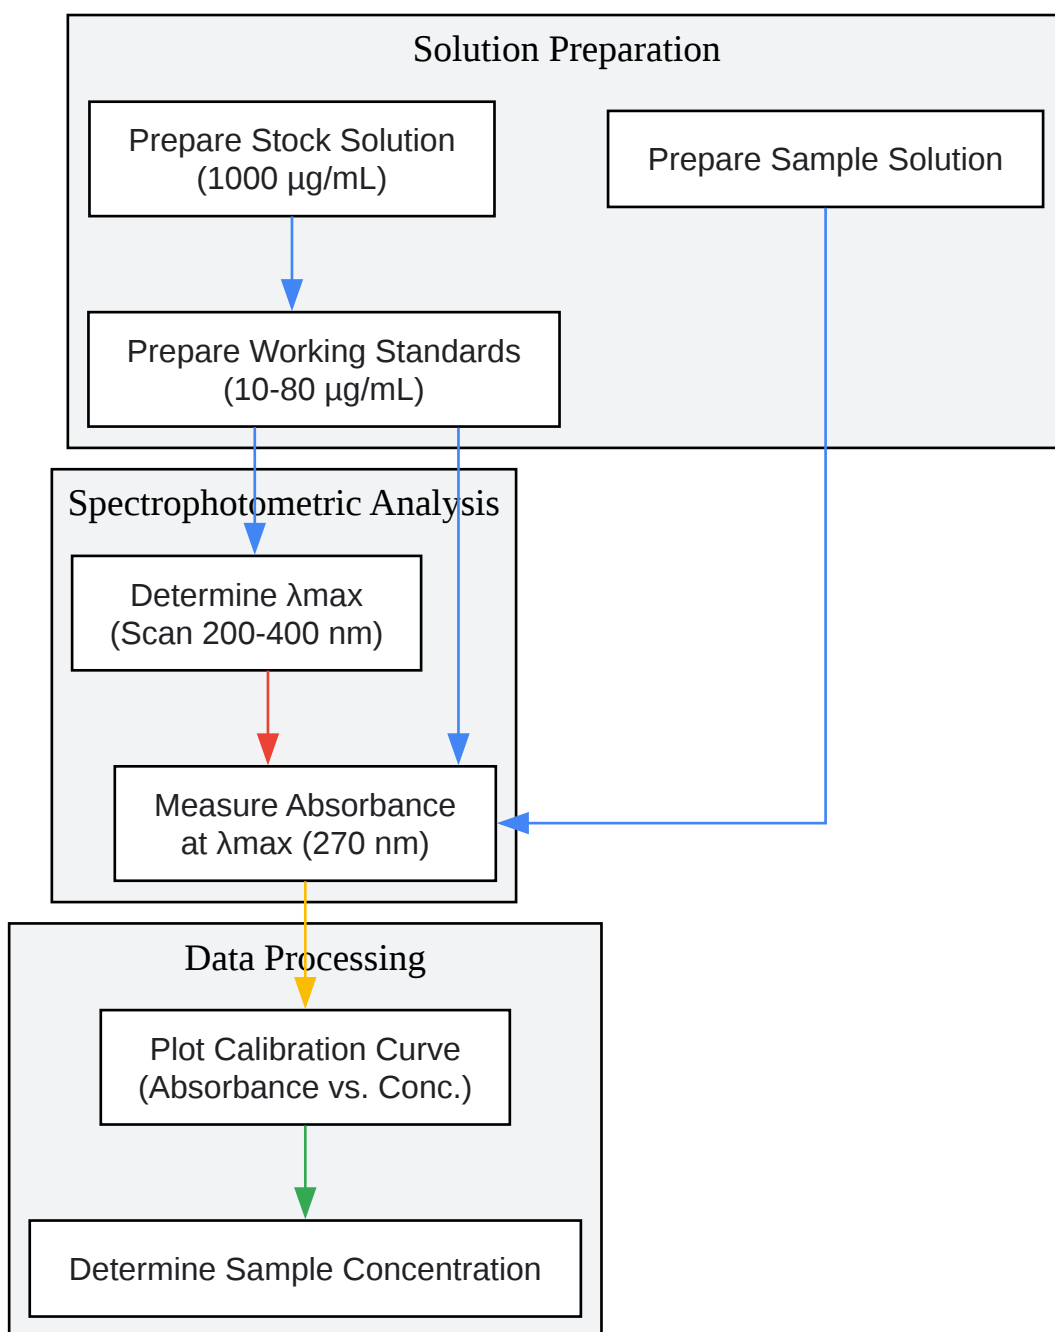 Solution Preparation
Prepare Stock Solution
(1000 µg/mL)
Prepare Sample Solution
Prepare Working Standards
(10-80 µg/mL)
Spectrophotometric Analysis
Determine λmax
(Scan 200-400 nm)
Measure Absorbance
at λmax (270 nm)
Data Processing
Plot Calibration Curve
(Absorbance vs. Conc.)
Determine Sample Concentration